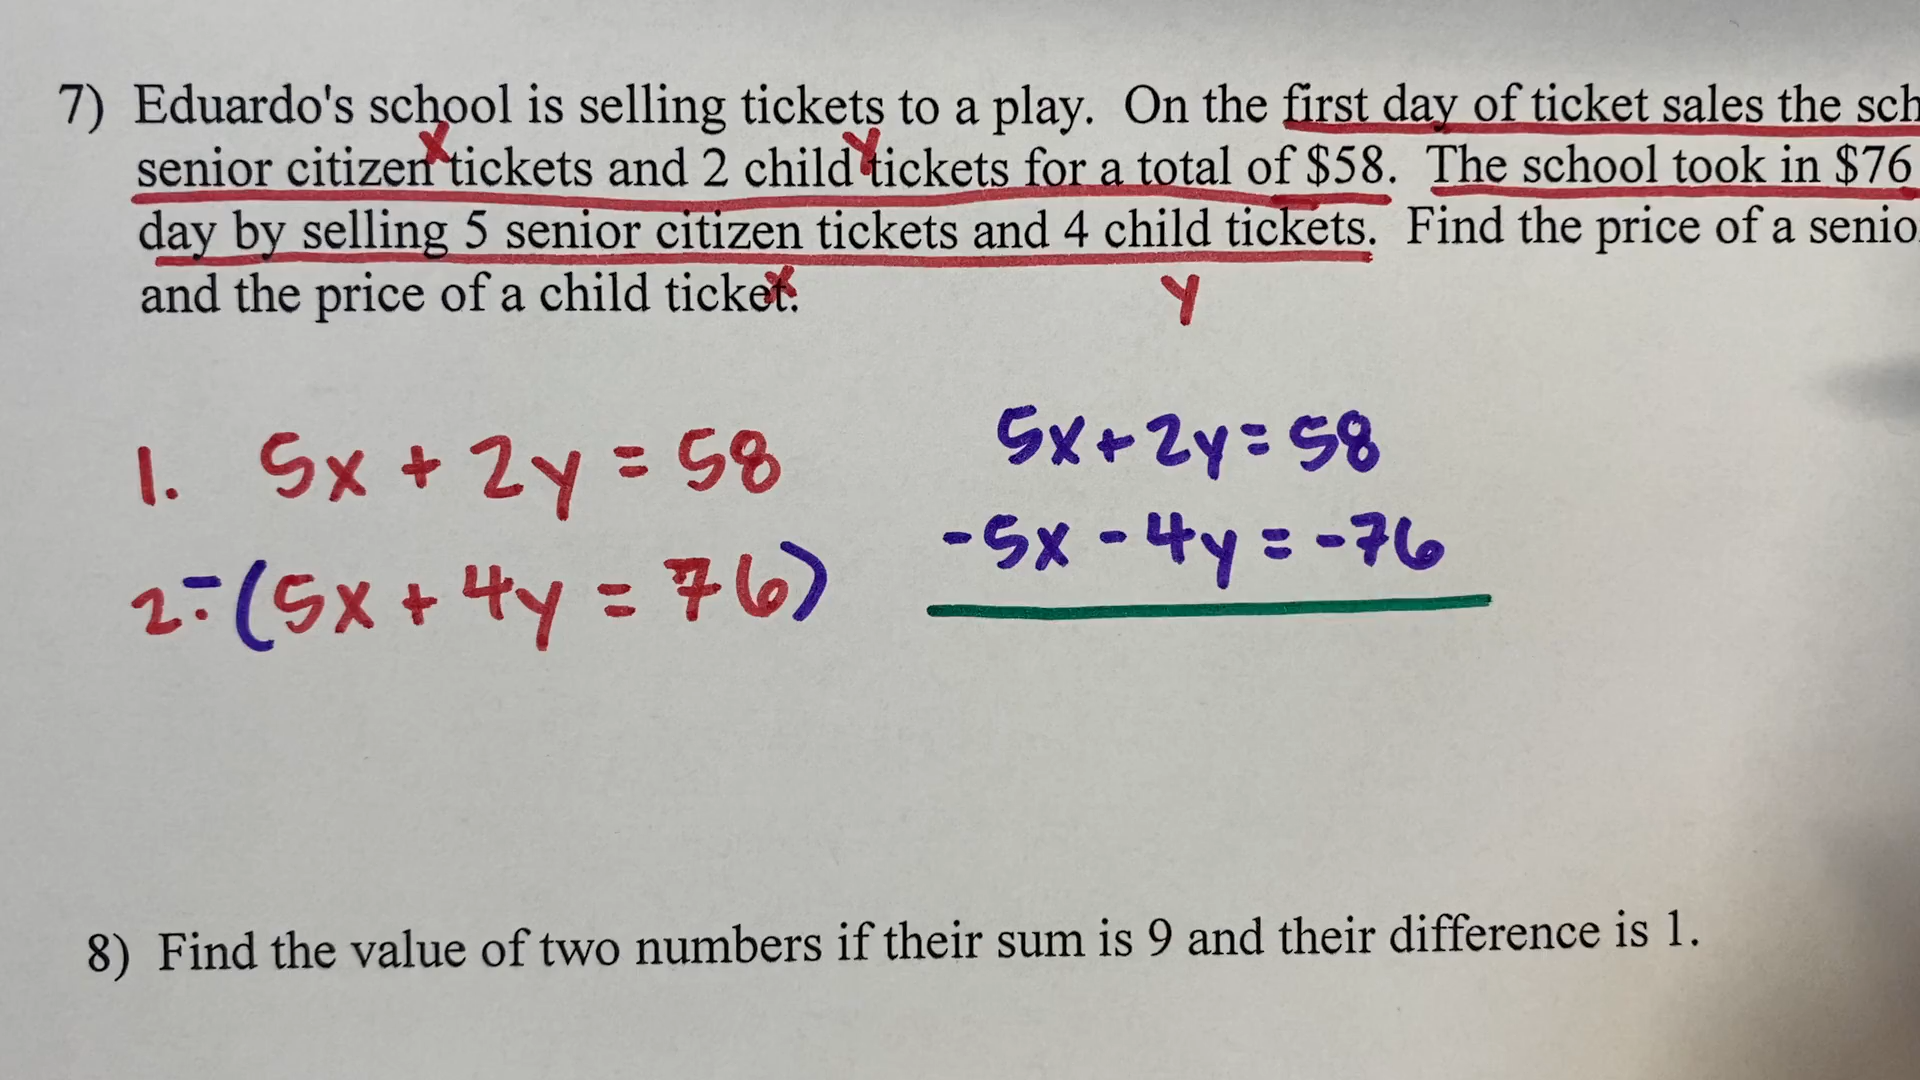 7) Eduardo's school is selling tickets to a play. On the first day of ticket sales the sch
x y
senior citizen tickets and 2 child tickets for a total of $58. The school took in $76
day by selling 5 senior citizen tickets and 4 child tickets. Find the price of a senio
and the price of a child ticket.
x y
1. 5x + 2y = 58
2. -(5x + 4y = 76)
5x+2y=58
-5x - 4y = -76
8) Find the value of two numbers if their sum is 9 and their difference is 1.